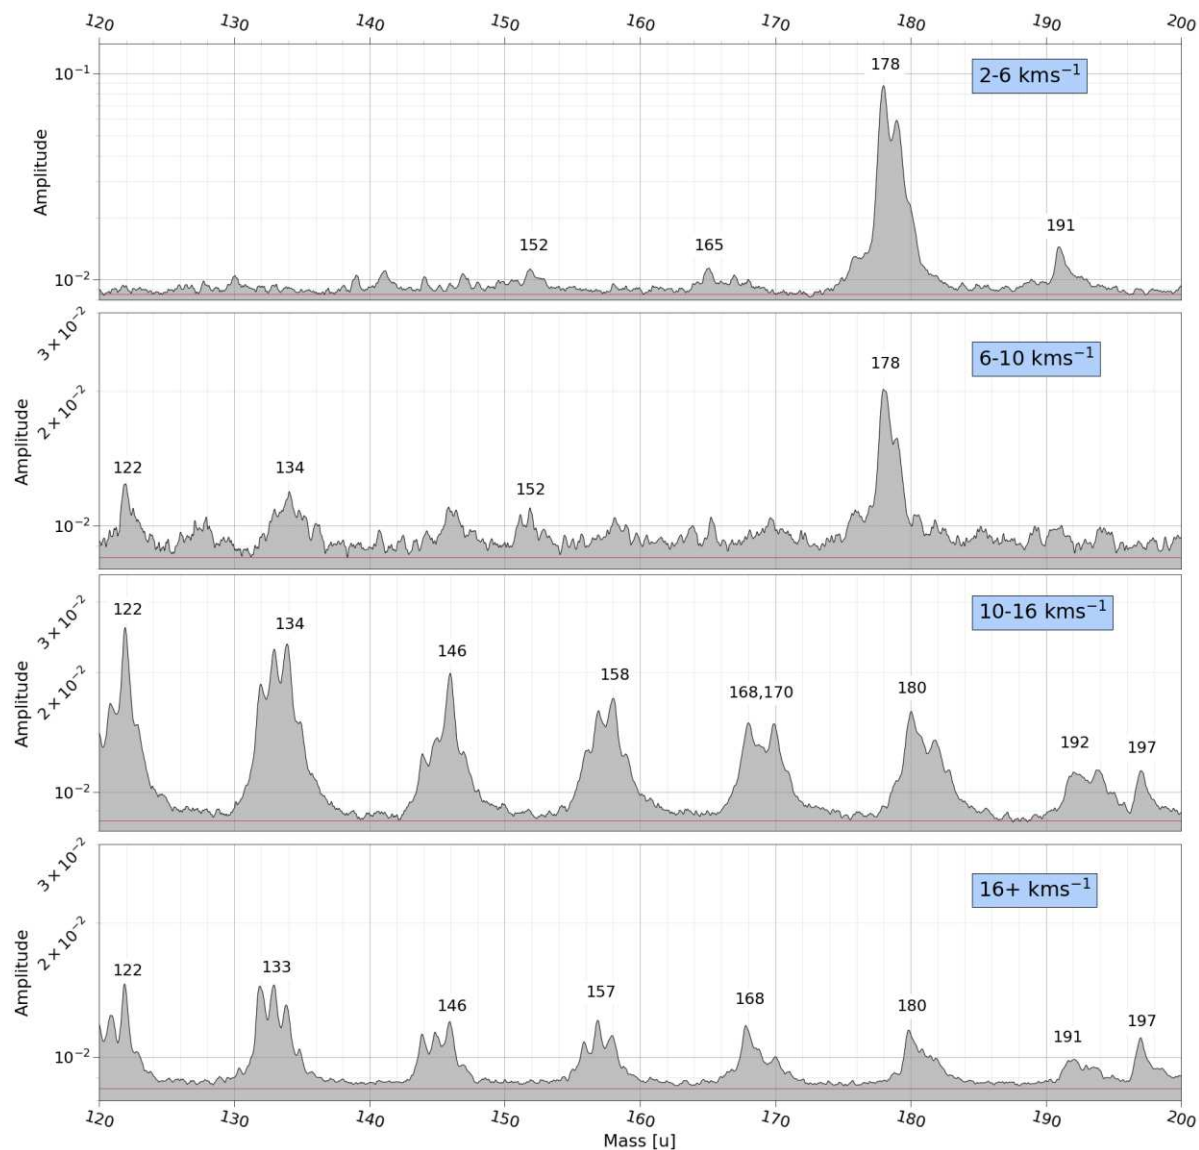 120 130 140 150 160 170 180 190 200
10⁻¹
10⁻²
Amplitude
2-6 kms⁻¹
152 165 178 191
3 × 10⁻²
2 × 10⁻²
10⁻²
Amplitude
6-10 kms⁻¹
122 134 152 178
3 × 10⁻²
2 × 10⁻²
10⁻²
Amplitude
10-16 kms⁻¹
122 134 146 158 168,170 180 192 197
3 × 10⁻²
2 × 10⁻²
10⁻²
Amplitude
16+ kms⁻¹
122 133 146 157 168 180 191 197
120 130 140 150 160 170 180 190 200
Mass [u]